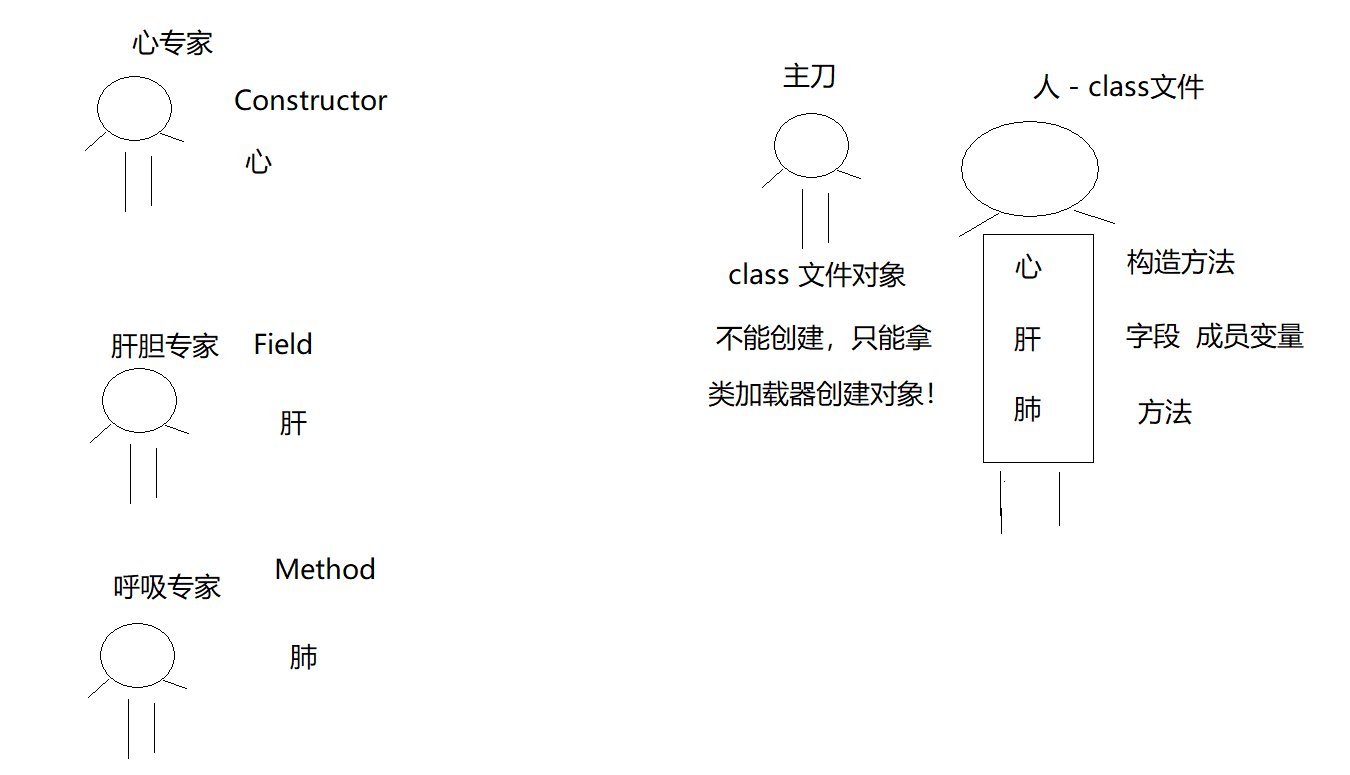 心专家
Constructor
心
肝胆专家 Field
肝
呼吸专家
Method
肺
主刀
class 文件对象
不能创建，只能拿
类加载器创建对象！
人 - class文件
心 构造方法
肝 字段 成员变量
肺 方法